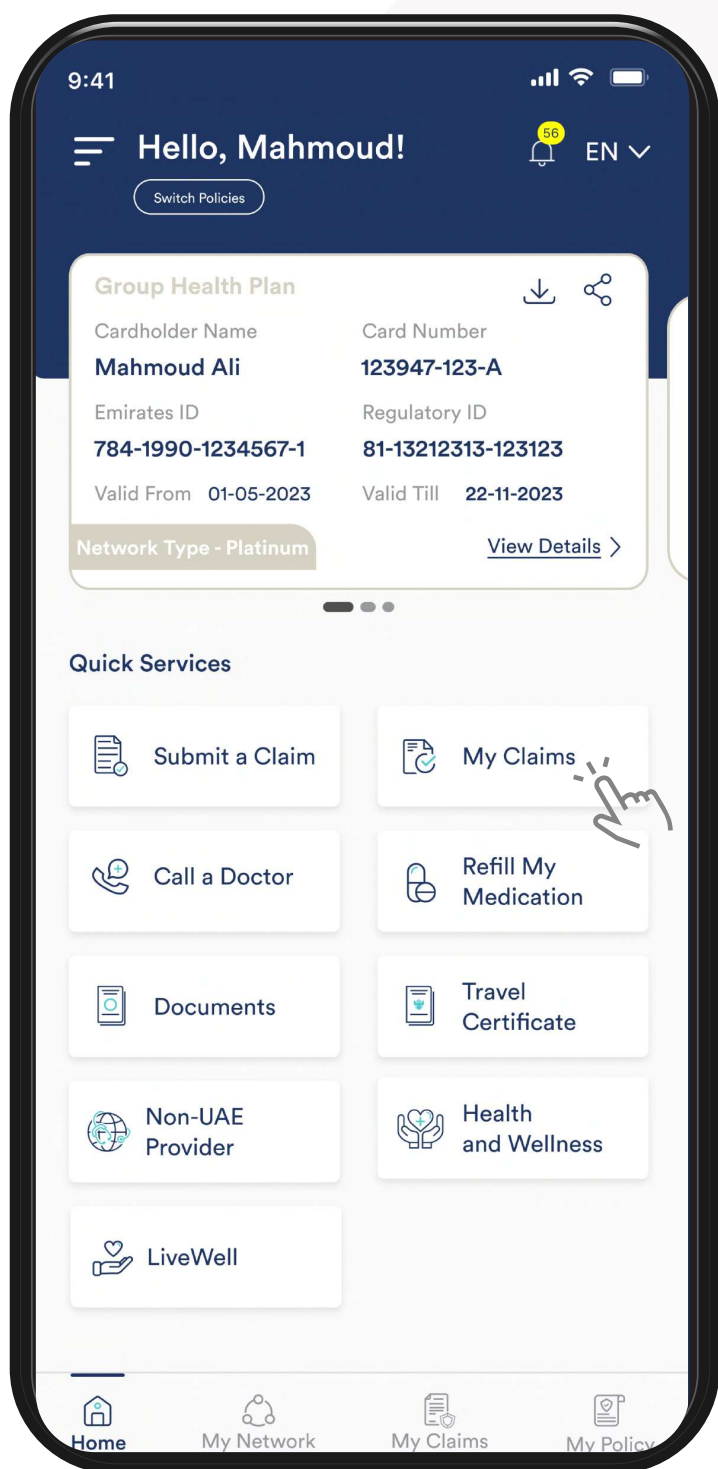 9:41
Hello, Mahmoud!
56
EN
Switch Policies
Group Health Plan
Cardholder Name Card Number
Mahmoud Ali 123947-123-A
Emirates ID Regulatory ID
784-1990-1234567-1 81-13212313-123123
Valid From 01-05-2023 Valid Till 22-11-2023
Network Type - Platinum View Details
Quick Services
Submit a Claim
My Claims
Call a Doctor
Refill My
Medication
Documents
Travel
Certificate
Non-UAE
Provider
Health
and Wellness
LiveWell
Home My Network My Claims My Policy